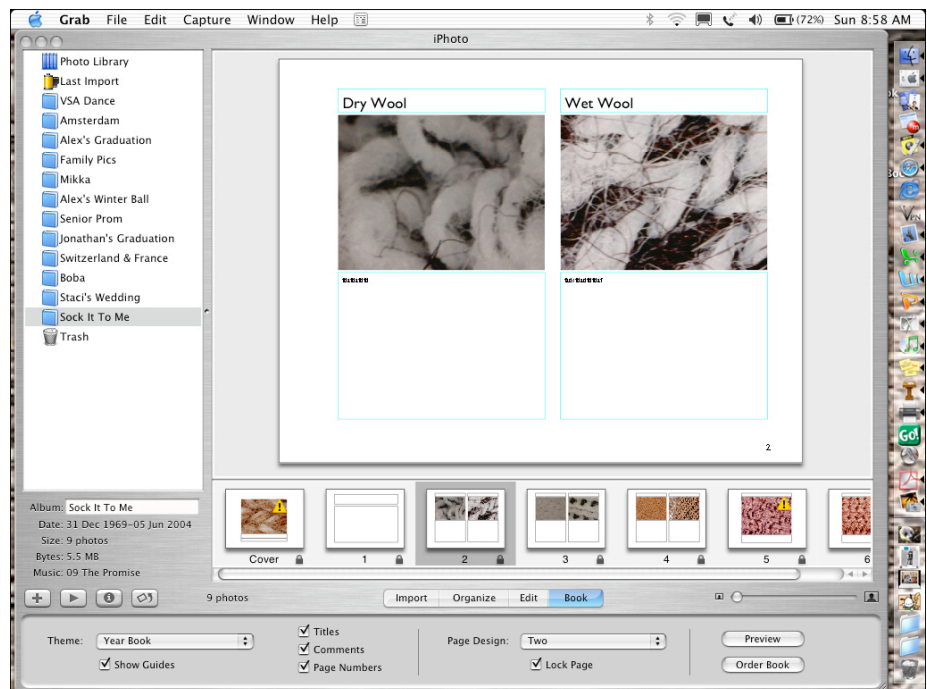 Grab File Edit Capture Window Help (72%) Sun 8:58 AM
iPhoto
Photo Library
Last Import
VSA Dance
Amsterdam
Alex's Graduation
Family Pics
Mikka
Alex's Winter Ball
Senior Prom
Jonathan's Graduation
Switzerland & France
Boba
Staci's Wedding
Sock It To Me
Trash
Dry Wool Wet Wool
2
Album: Sock It To Me
Date: 31 Dec 1969–05 Jun 2004
Size: 9 photos
Bytes: 5.5 MB
Music: 09 The Promise
Cover 1 2 3 4 5 6
9 photos
Import Organize Edit Book
Theme: Year Book
Show Guides
Titles
Comments
Page Numbers
Page Design: Two
Lock Page
Preview
Order Book
VPN
Go!